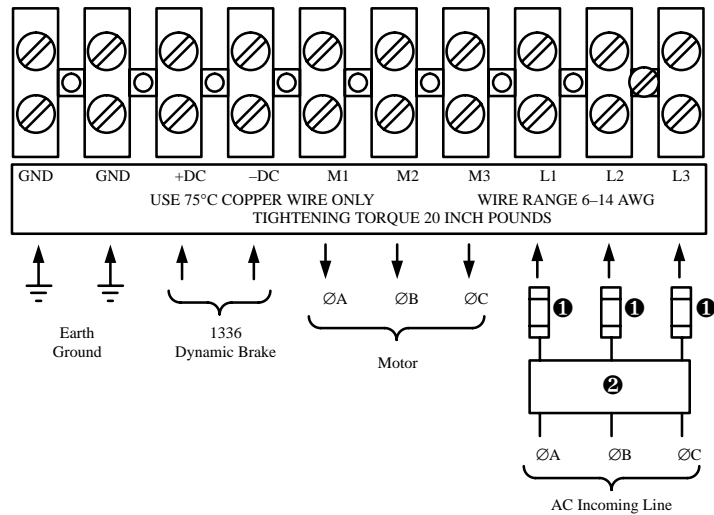 GND GND +DC –DC M1 M2 M3 L1 L2 L3
USE 75°C COPPER WIRE ONLY WIRE RANGE 6–14 AWG
TIGHTENING TORQUE 20 INCH POUNDS
❶ ❶ ❶
∅A ∅B ∅C
Earth
Ground
1336
Dynamic Brake
Motor
❷
∅A ∅B ∅C
AC Incoming Line